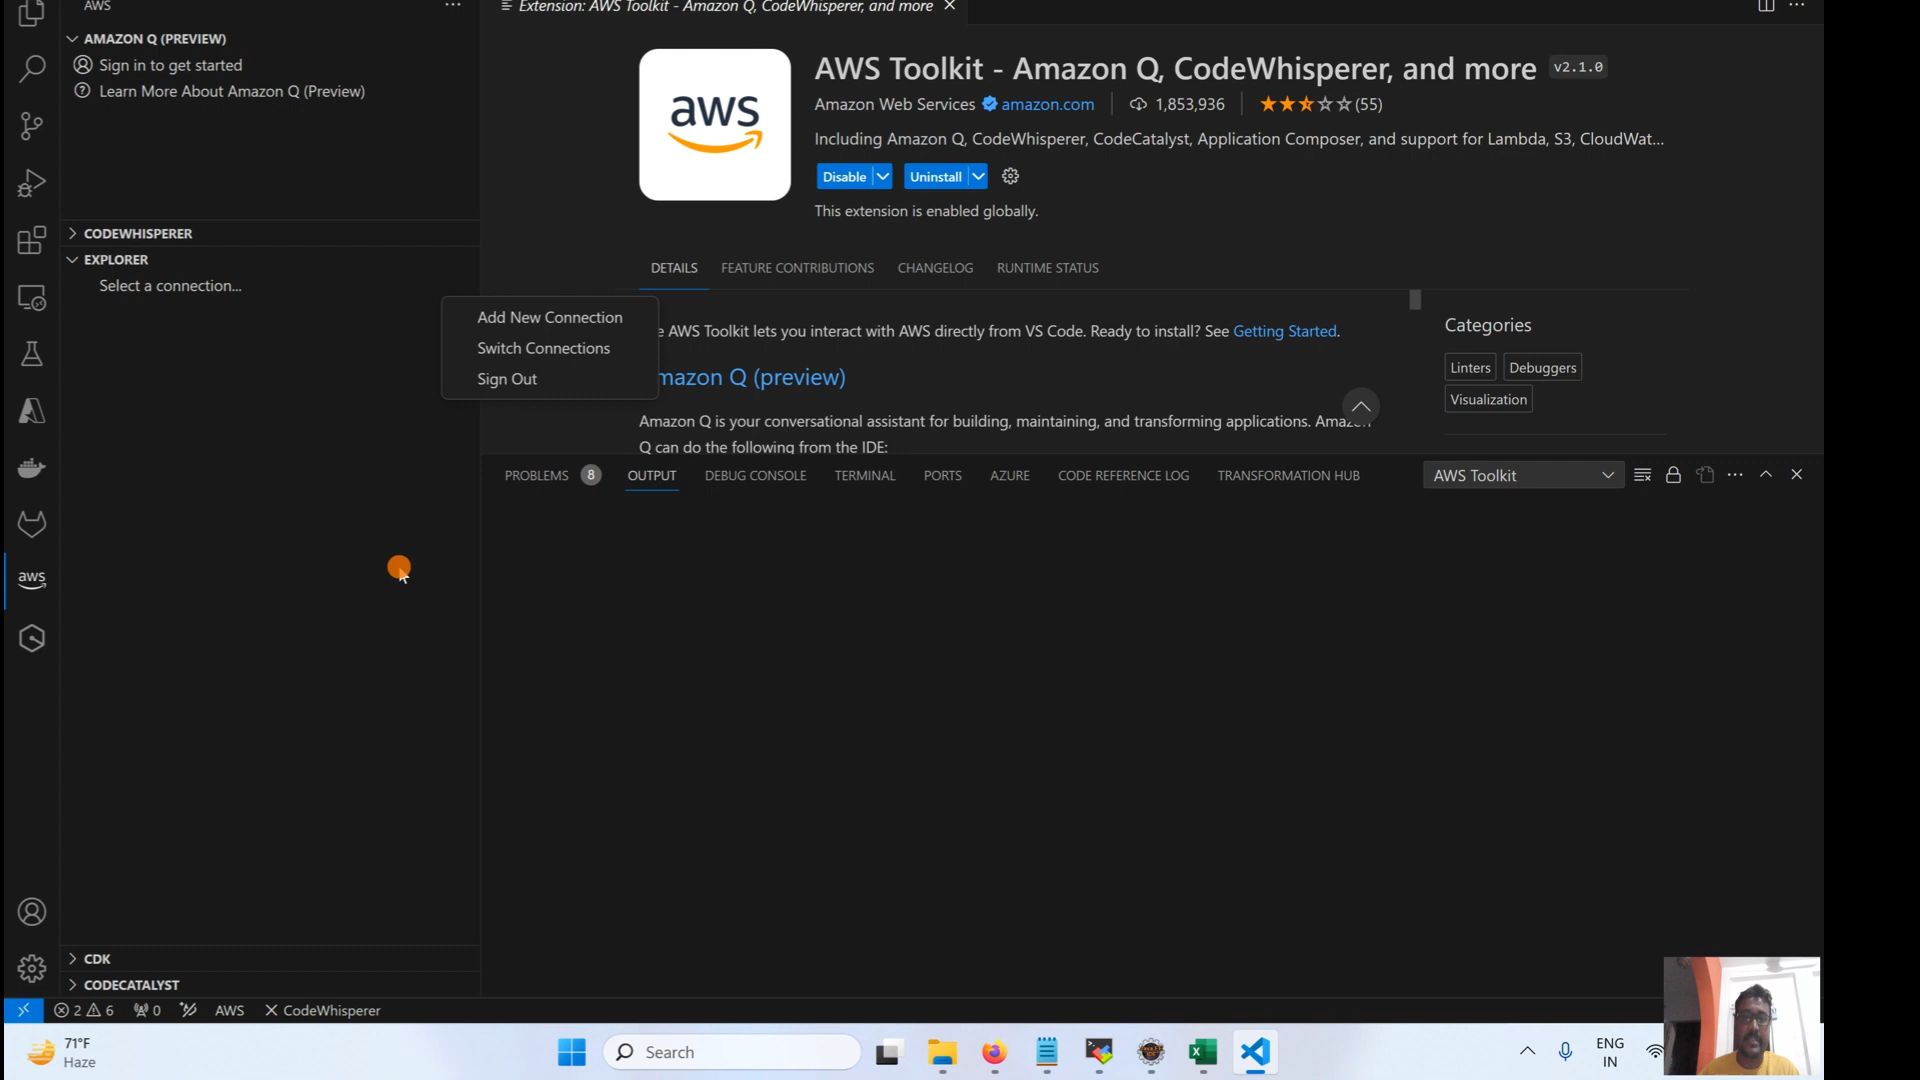 AWS
Extension: AWS Toolkit - Amazon Q, CodeWhisperer, and more
AMAZON Q (PREVIEW)
Sign in to get started
Learn More About Amazon Q (Preview)
CODEWHISPERER
EXPLORER
Select a connection...
Add New Connection
Switch Connections
Sign Out
aws
AWS Toolkit - Amazon Q, CodeWhisperer, and more v2.1.0
Amazon Web Services amazon.com 1,853,936 (55)
Including Amazon Q, CodeWhisperer, CodeCatalyst, Application Composer, and support for Lambda, S3, CloudWat...
Disable Uninstall
This extension is enabled globally.
DETAILS FEATURE CONTRIBUTIONS CHANGELOG RUNTIME STATUS
e AWS Toolkit lets you interact with AWS directly from VS Code. Ready to install? See Getting Started.
mazon Q (preview)
Amazon Q is your conversational assistant for building, maintaining, and transforming applications. Amazon
Q can do the following from the IDE:
Categories
Linters Debuggers
Visualization
PROBLEMS 8 OUTPUT DEBUG CONSOLE TERMINAL PORTS AZURE CODE REFERENCE LOG TRANSFORMATION HUB AWS Toolkit
aws
CDK
CODECATALYST
2 6 0 AWS CodeWhisperer
71°F
Haze
Search
ENG
IN